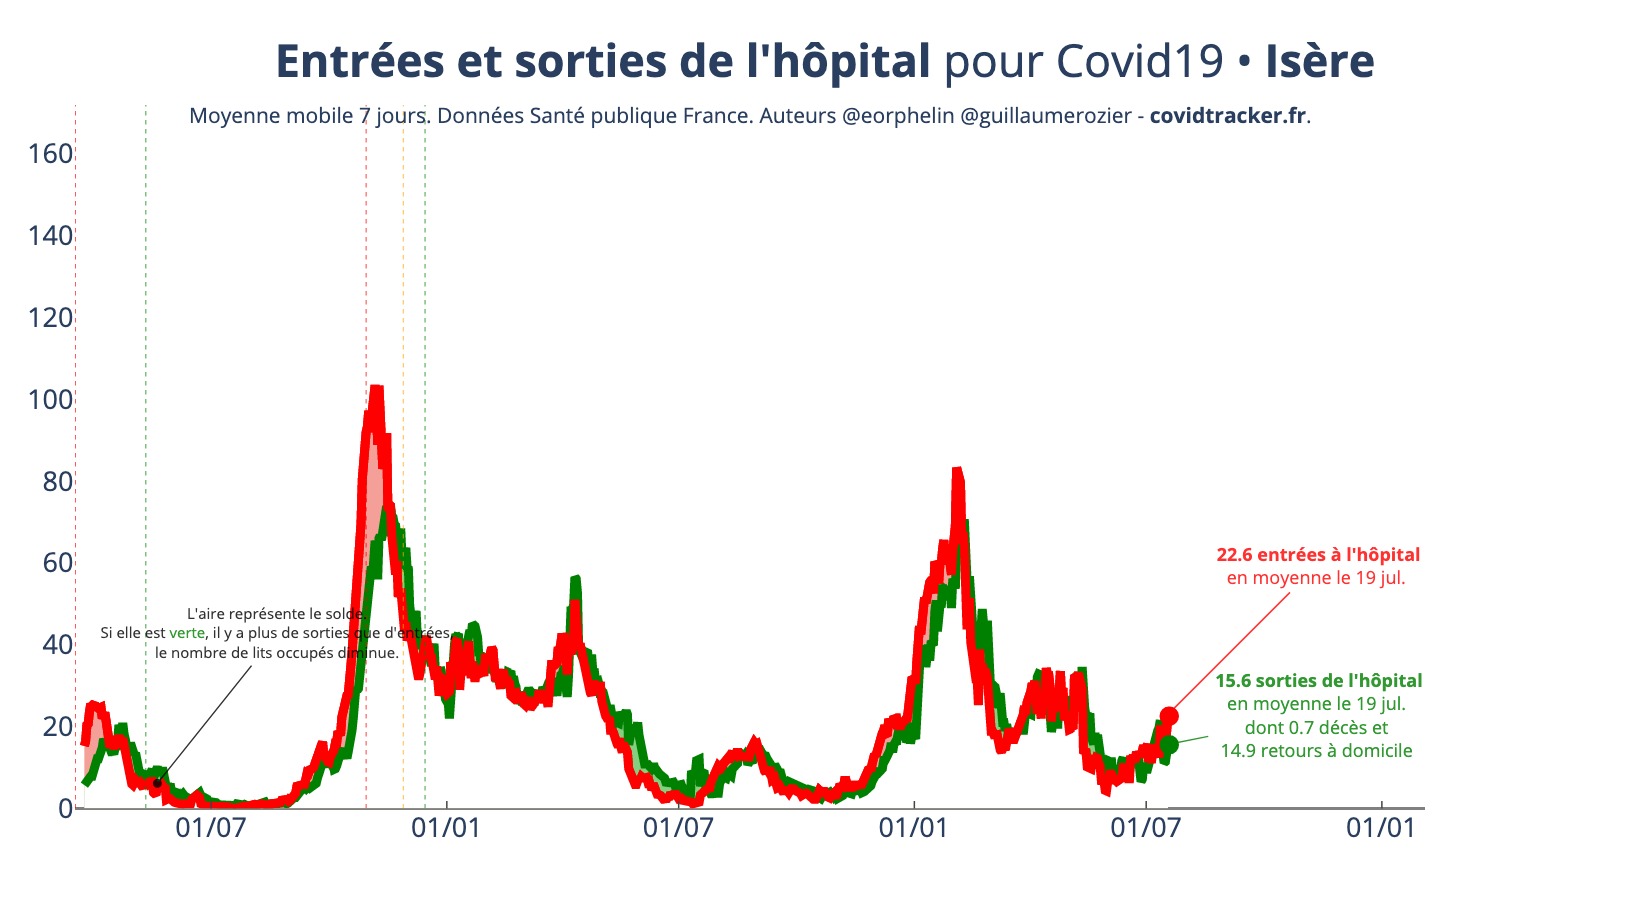 Entrées et sorties de l'hôpital pour Covid19 • Isère
Moyenne mobile 7 jours. Données Santé publique France. Auteurs @eorphelin @guillaumerozier - covidtracker.fr.
160
140
120
100
80
60
40
20
0
22.6 entrées à l'hôpital
en moyenne le 19 jul.
L'aire représente le solde.
Si elle est verte, il y a plus de sorties que d'entrées,
le nombre de lits occupés diminue.
15.6 sorties de l'hôpital
en moyenne le 19 jul.
dont 0.7 décès et
14.9 retours à domicile
01/07 01/01 01/07 01/01 01/07 01/01